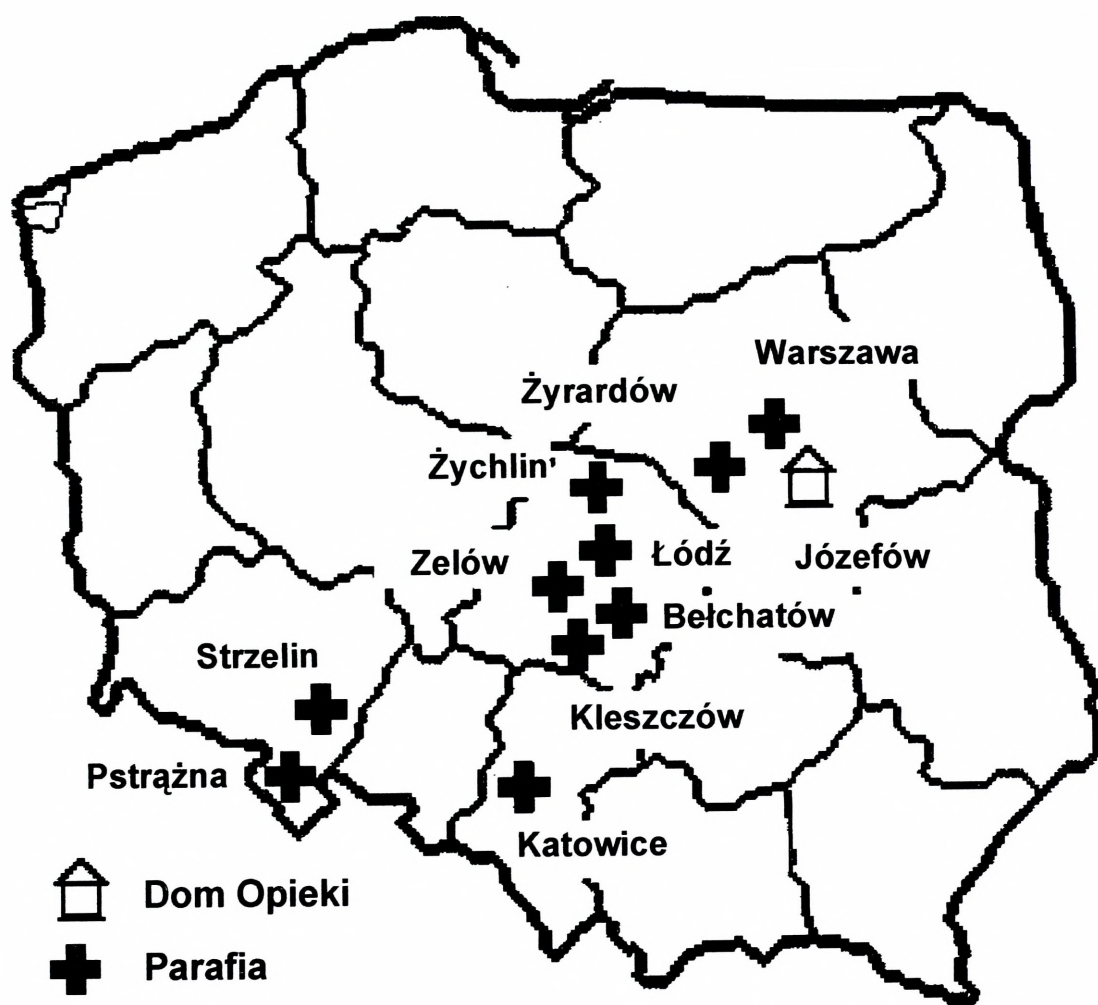 Warszawa
Żyrardów
Żychlin
Zelów
Łódź
Józefów
Bełchatów
Strzelin
Kleszczów
Pstrążna
Katowice
Dom Opieki
Parafia